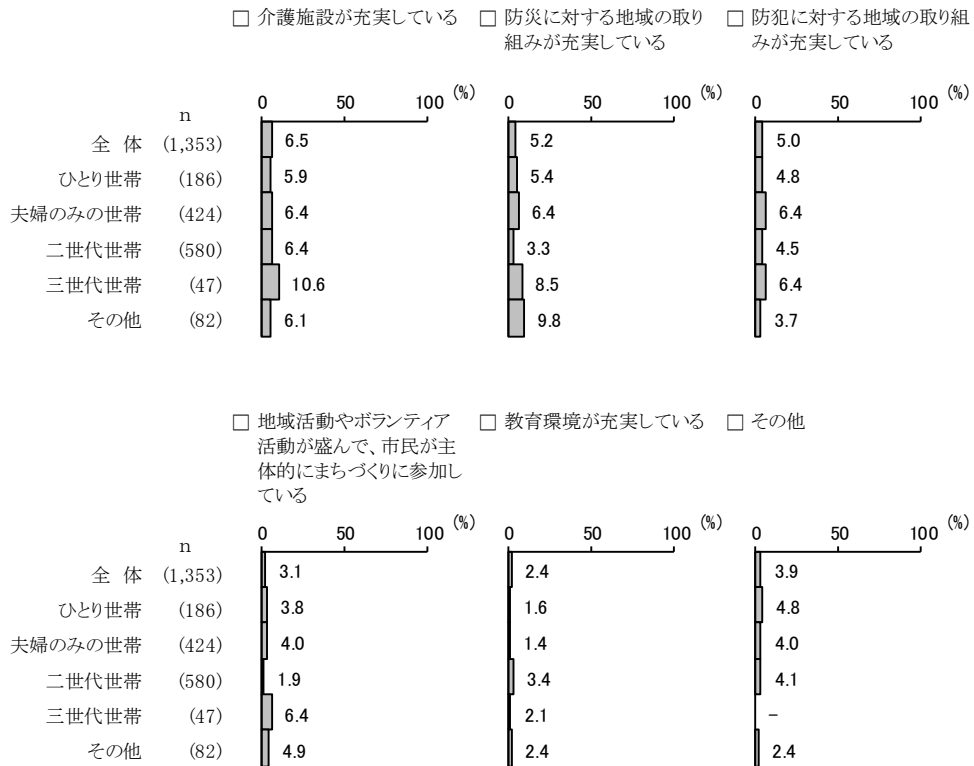 □ 介護施設が充実している □ 防災に対する地域の取り □ 防犯に対する地域の取り組
組みが充実している みが充実している
0 50 100 (%) 0 50 100 (%) 0 50 100 (%)
n
全 体 (1,353) 6.5 5.2 5.0
ひとり世帯 (186) 5.9 5.4 4.8
夫婦のみの世帯 (424) 6.4 6.4 6.4
二世代世帯 (580) 6.4 3.3 4.5
三世代世帯 (47) 10.6 8.5 6.4
その他 (82) 6.1 9.8 3.7
□ 地域活動やボランティア □ 教育環境が充実している □ その他
活動が盛んで、市民が主
体的にまちづくりに参加し
ている
0 50 100 (%) 0 50 100 (%) 0 50 100 (%)
n
全 体 (1,353) 3.1 2.4 3.9
ひとり世帯 (186) 3.8 1.6 4.8
夫婦のみの世帯 (424) 4.0 1.4 4.0
二世代世帯 (580) 1.9 3.4 4.1
三世代世帯 (47) 6.4 2.1 −
その他 (82) 4.9 2.4 2.4